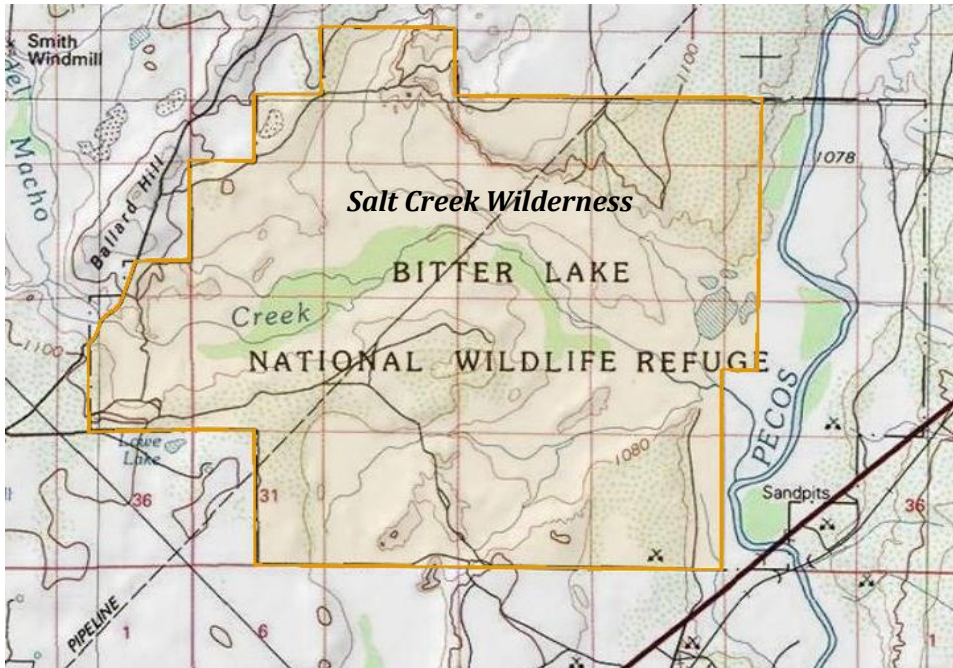 Smith
Windmill
1100
1078
Macho
Ballard Hill
Salt Creek Wilderness
BITTER LAKE
Creek
NATIONAL WILDLIFE REFUGE
1100
PECOS
Lowe
Lake
1080
36
31
Sandpits
36
PIPELINE
1
6
1